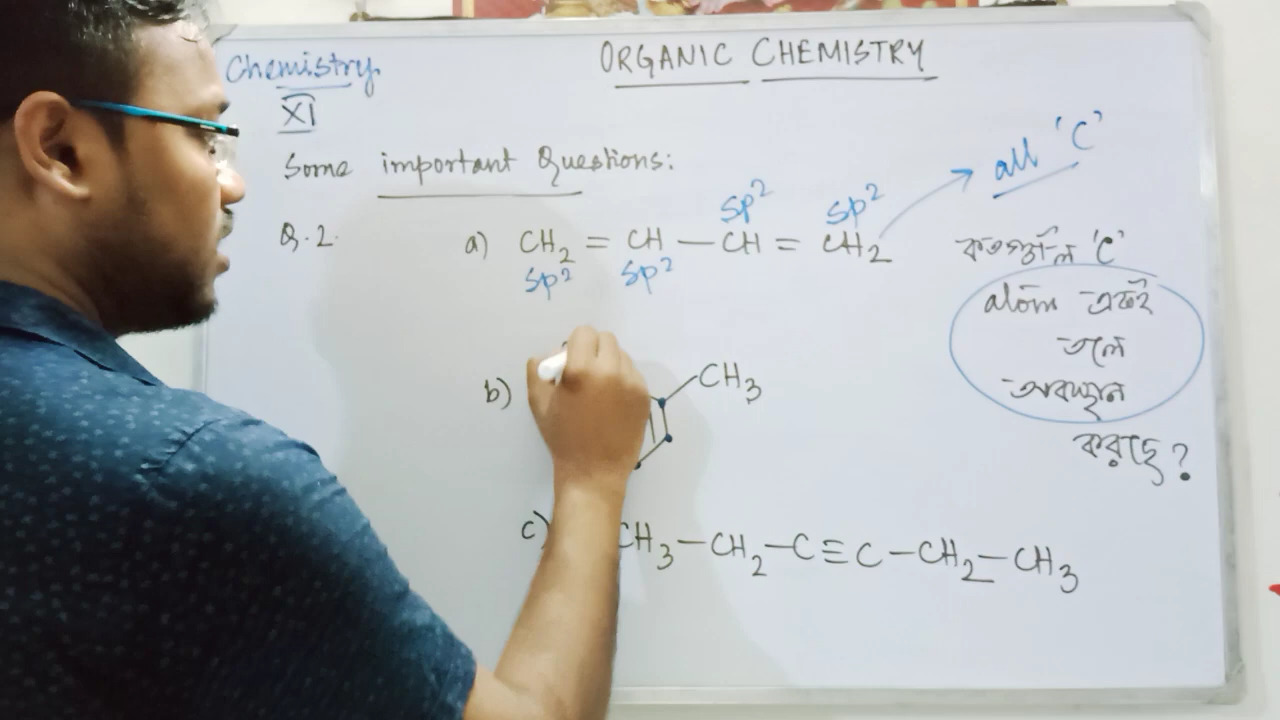 Chemistry
ORGANIC CHEMISTRY
XI
Some important Questions:
all 'C'
Q.2. a) CH₂ = CH — CH = CH₂
sp² sp² sp² sp²
কতগুলি 'C'
atom একই
তলে
অবস্থান
করছে?
b) CH₃
c) CH₃—CH₂—C≡C—CH₂—CH₃